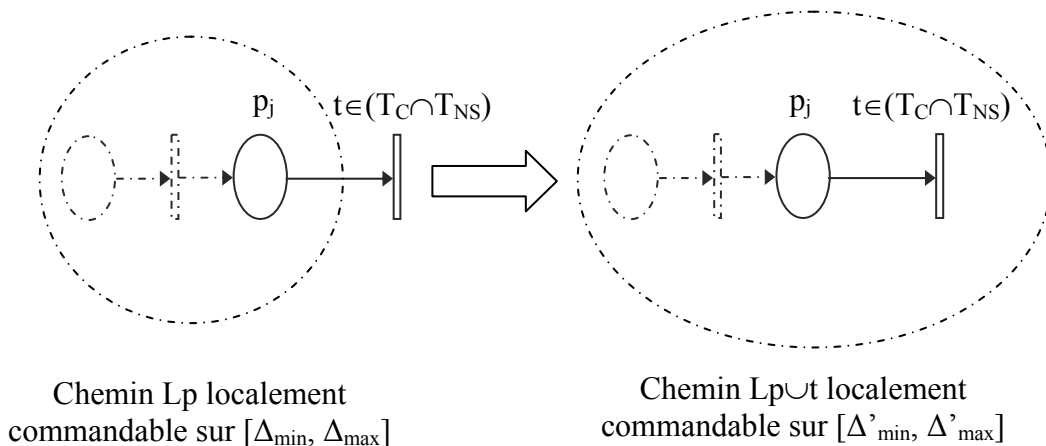 p_j t∈(T_C∩T_NS)
p_j t∈(T_C∩T_NS)
Chemin Lp localement
commandable sur [Δ_min, Δ_max]
Chemin Lp∪t localement
commandable sur [Δ'_min, Δ'_max]